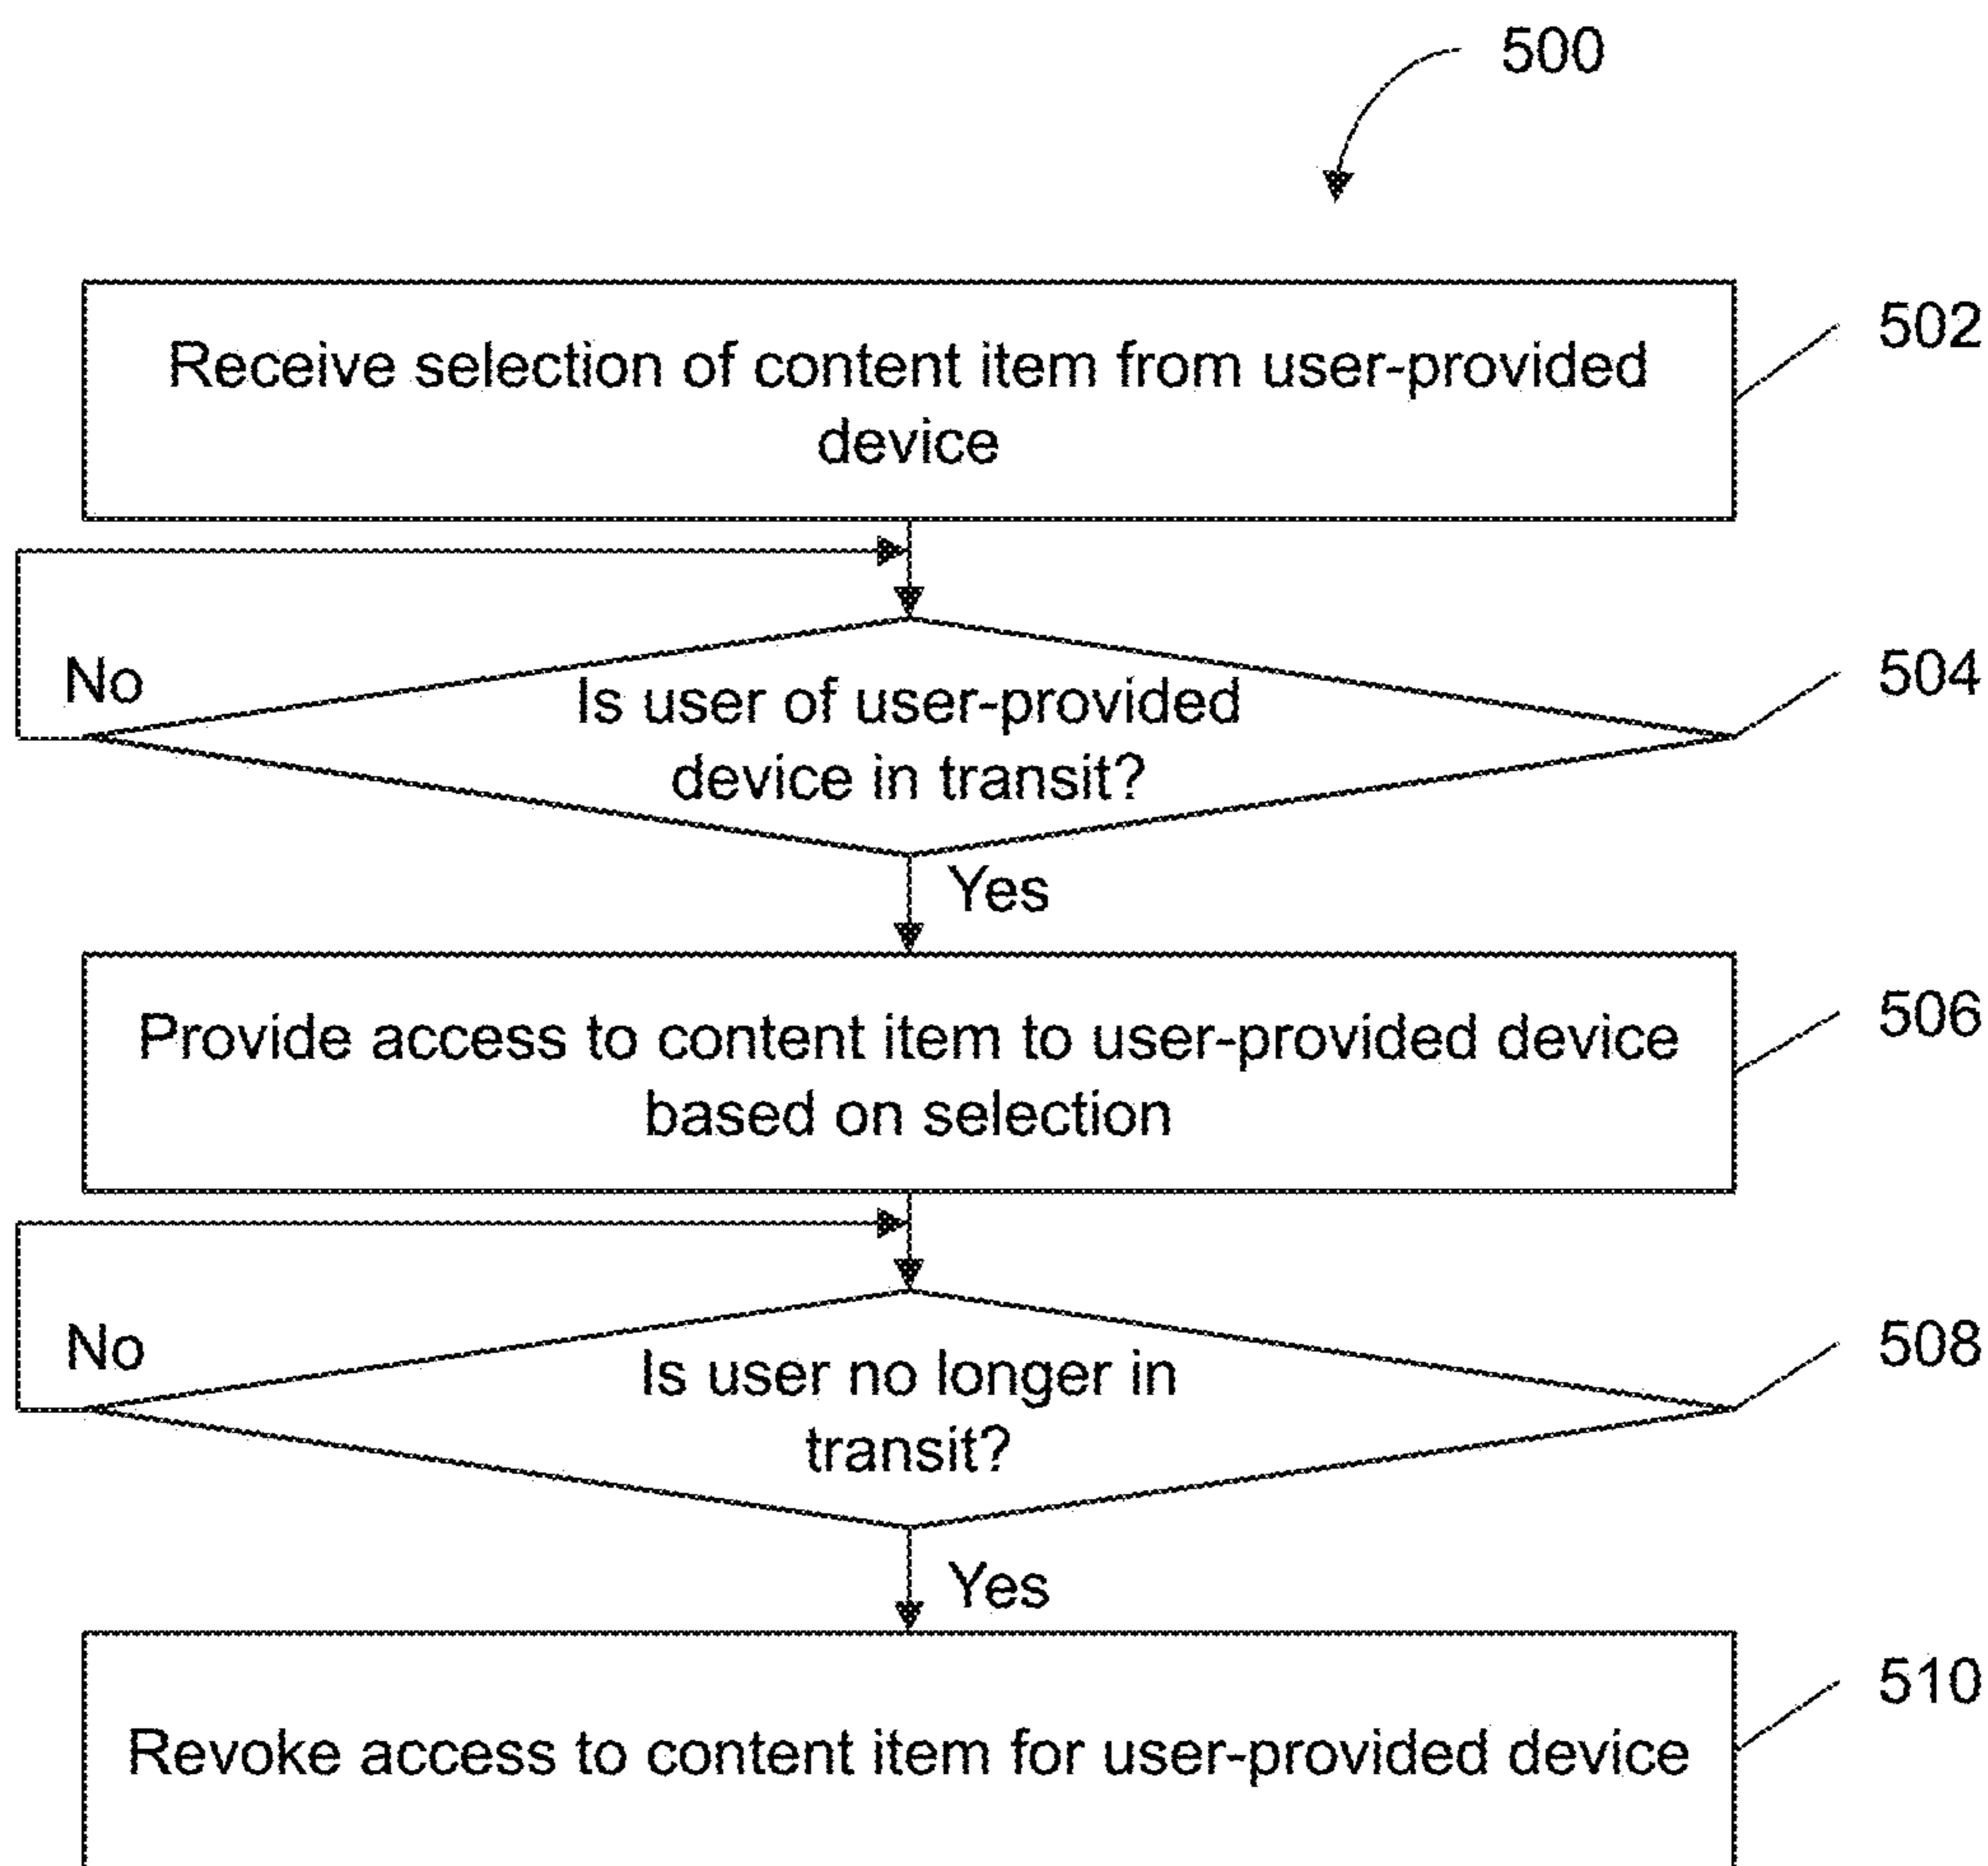 500
Receive selection of content item from user-provided
device
502
No
Is user of user-provided
device in transit?
504
Yes
Provide access to content item to user-provided device
based on selection
506
No
Is user no longer in
transit?
508
Yes
Revoke access to content item for user-provided device
510